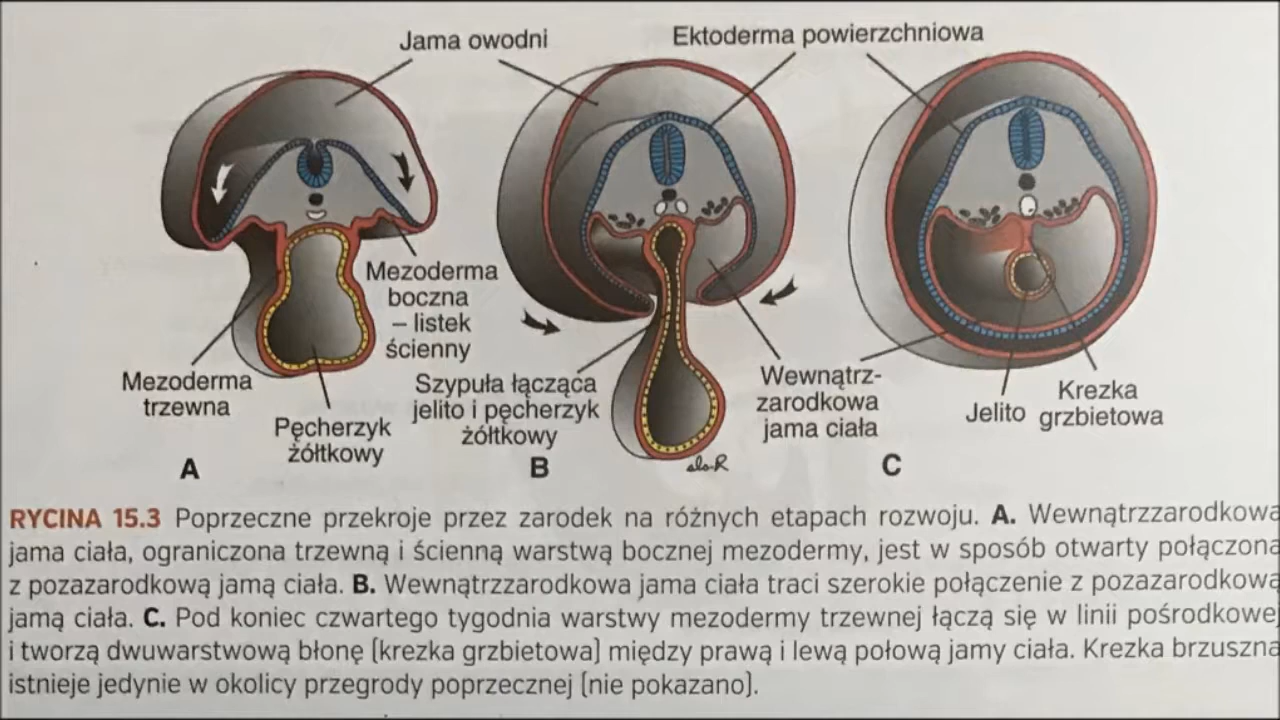 Jama owodni
Ektoderma powierzchniowa
Mezoderma
boczna
– listek
ścienny
Mezoderma
trzewna
Pęcherzyk
żółtkowy
Szypuła łącząca
jelito i pęcherzyk
żółtkowy
Wewnątrz-
zarodkowa
jama ciała
Jelito
Krezka
grzbietowa
A
B
C
RYCINA 15.3 Poprzeczne przekroje przez zarodek na różnych etapach rozwoju. A. Wewnątrzzarodkowa
jama ciała, ograniczona trzewną i ścienną warstwą bocznej mezodermy, jest w sposób otwarty połączona
z pozazarodkową jamą ciała. B. Wewnątrzzarodkowa jama ciała traci szerokie połączenie z pozazarodkową
jamą ciała. C. Pod koniec czwartego tygodnia warstwy mezodermy trzewnej łączą się w linii pośrodkowej
i tworzą dwuwarstwową błonę (krezka grzbietowa) między prawą i lewą połową jamy ciała. Krezka brzuszna
istnieje jedynie w okolicy przegrody poprzecznej (nie pokazano).